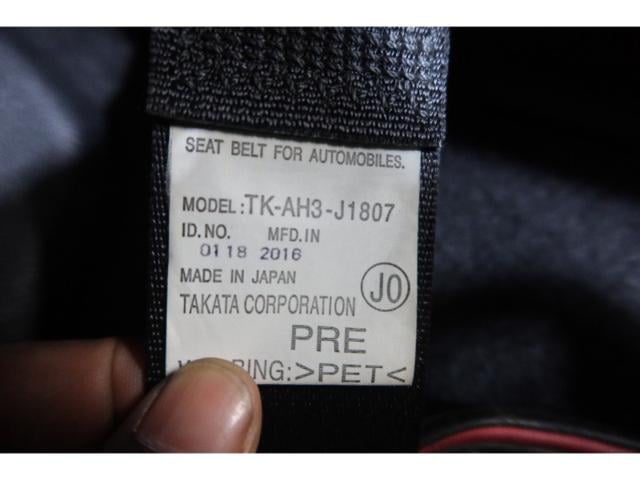 SEAT BELT FOR AUTOMOBILES.
MODEL:TK-AH3-J1807
ID.NO. MFD.IN
0118 2016
MADE IN JAPAN
TAKATA CORPORATION J0
PRE
>PET<